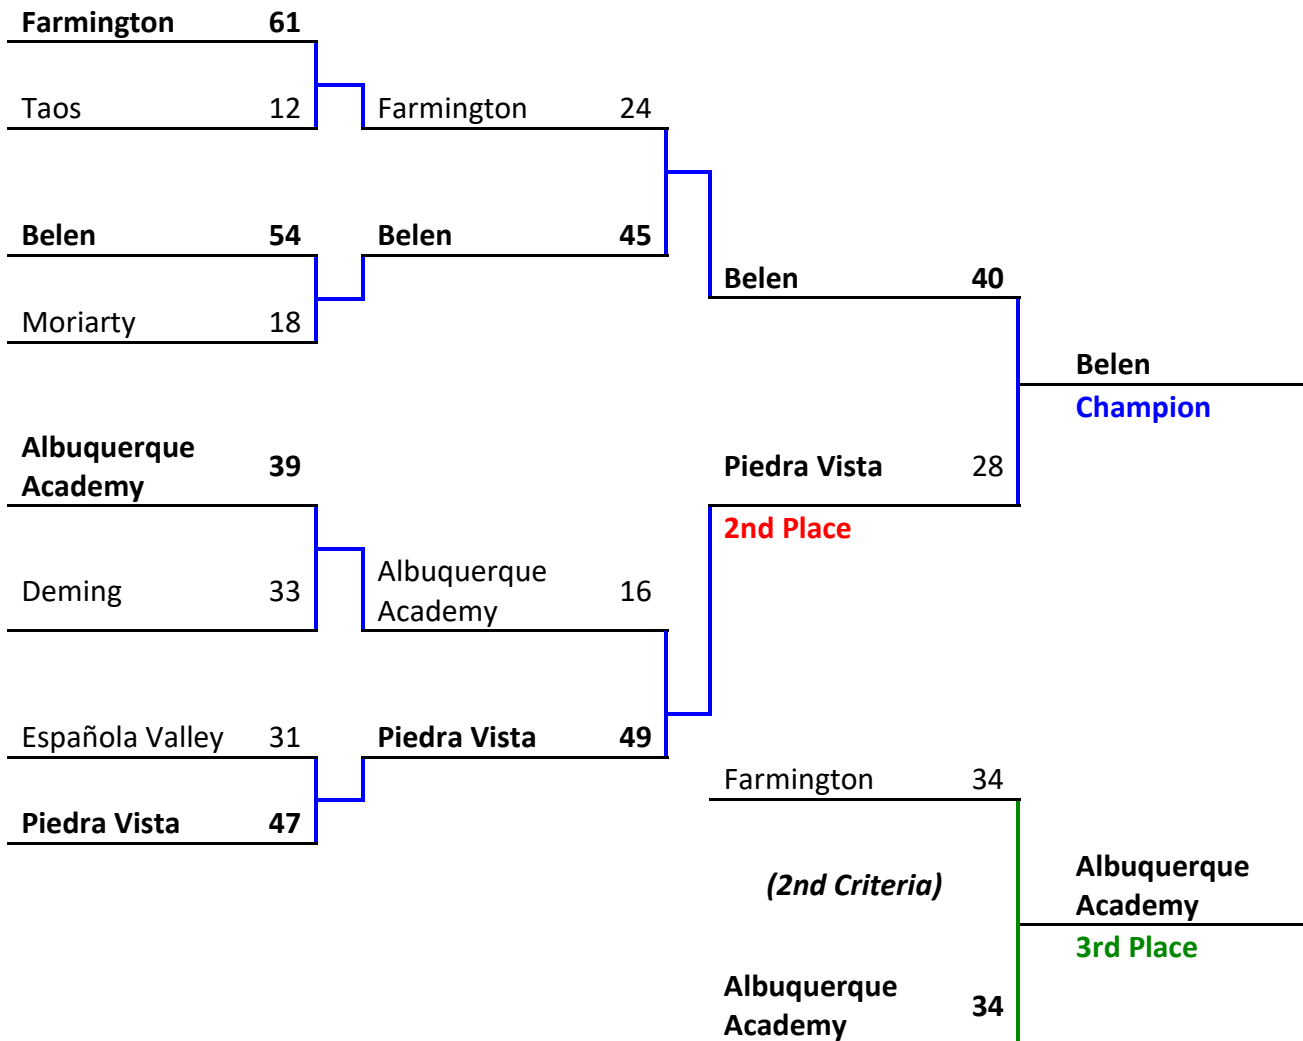 Farmington 61
Taos 12
Farmington 24
Belen 54
Belen 45
Belen 40
Moriarty 18
Belen
Champion
Albuquerque
Academy 39
Piedra Vista 28
2nd Place
Deming 33
Albuquerque
Academy 16
Española Valley 31
Piedra Vista 49
Farmington 34
Piedra Vista 47
(2nd Criteria)
Albuquerque
Academy
3rd Place
Albuquerque
Academy 34